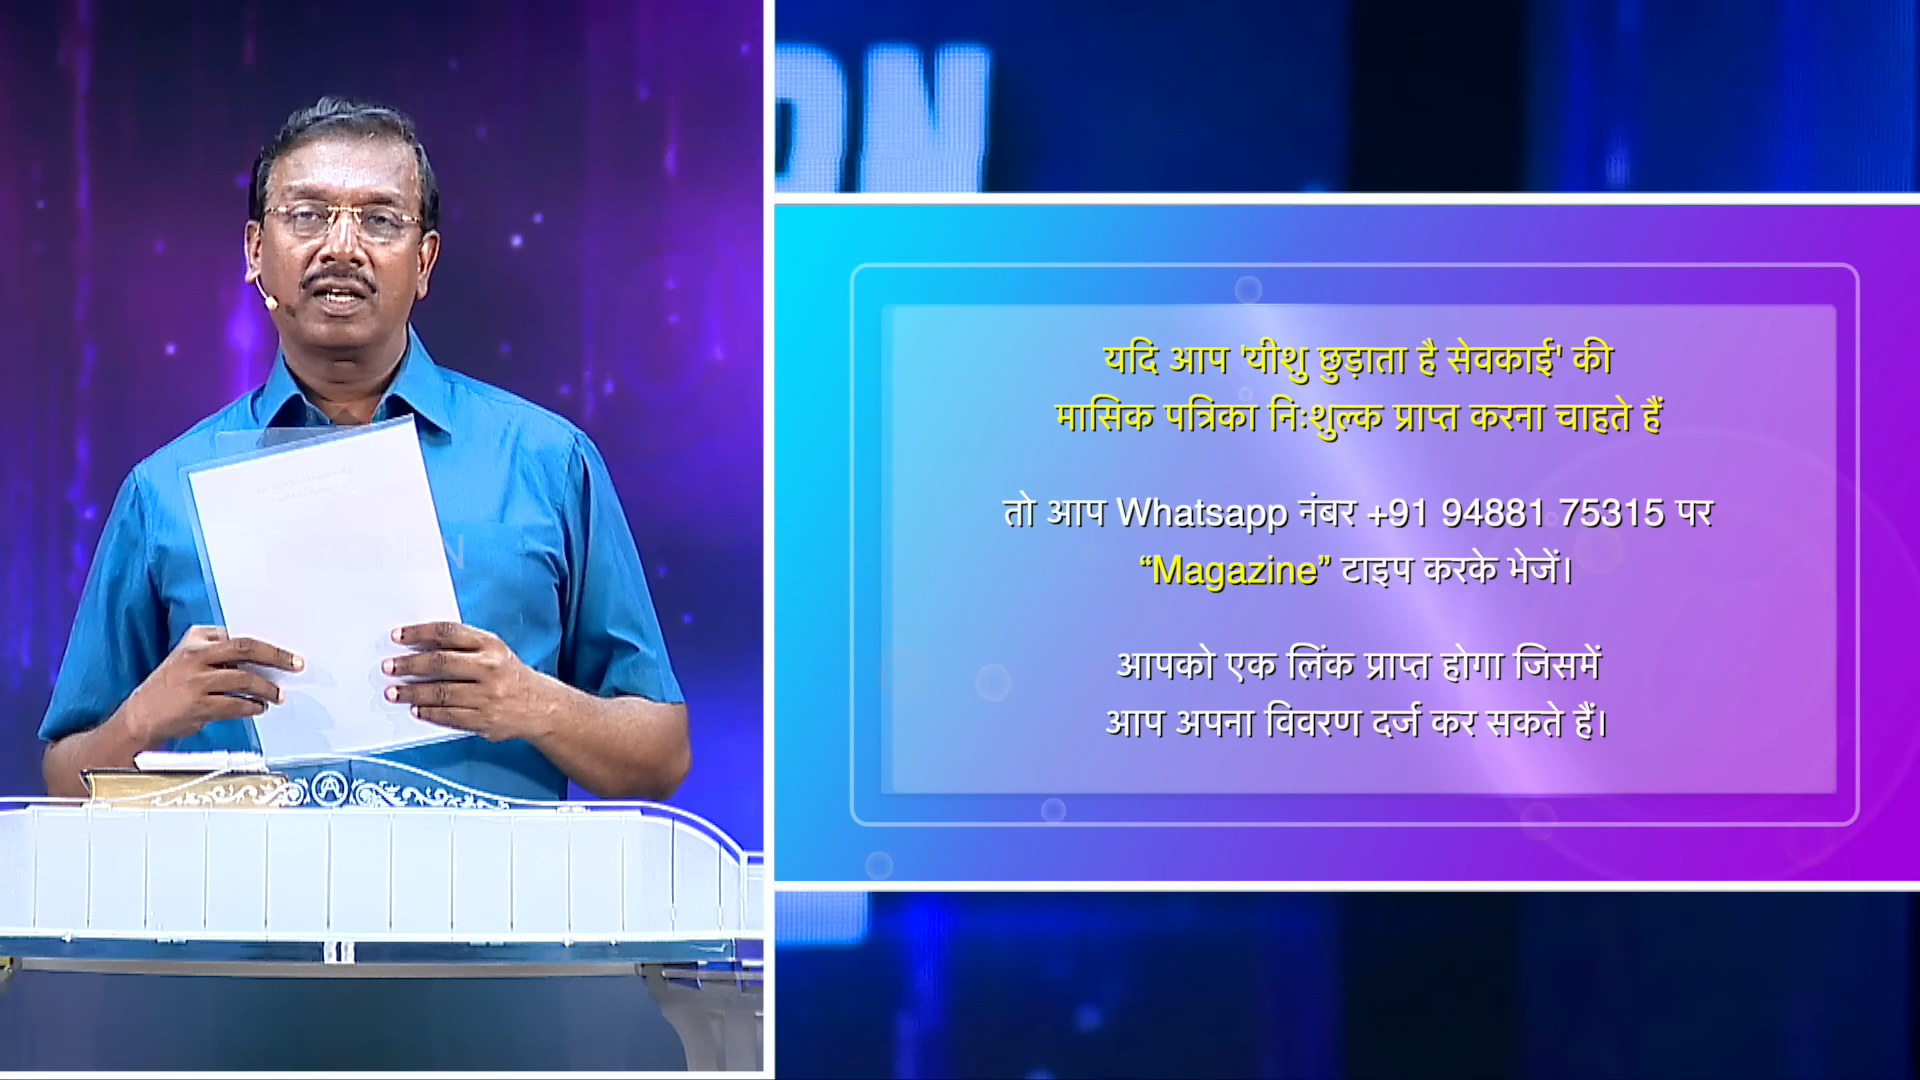 यदि आप 'यीशु छुड़ाता है सेवकाई' की
मासिक पत्रिका निःशुल्क प्राप्त करना चाहते हैं
तो आप Whatsapp नंबर +91 94881 75315 पर
“Magazine” टाइप करके भेजें।
आपको एक लिंक प्राप्त होगा जिसमें
आप अपना विवरण दर्ज कर सकते हैं।